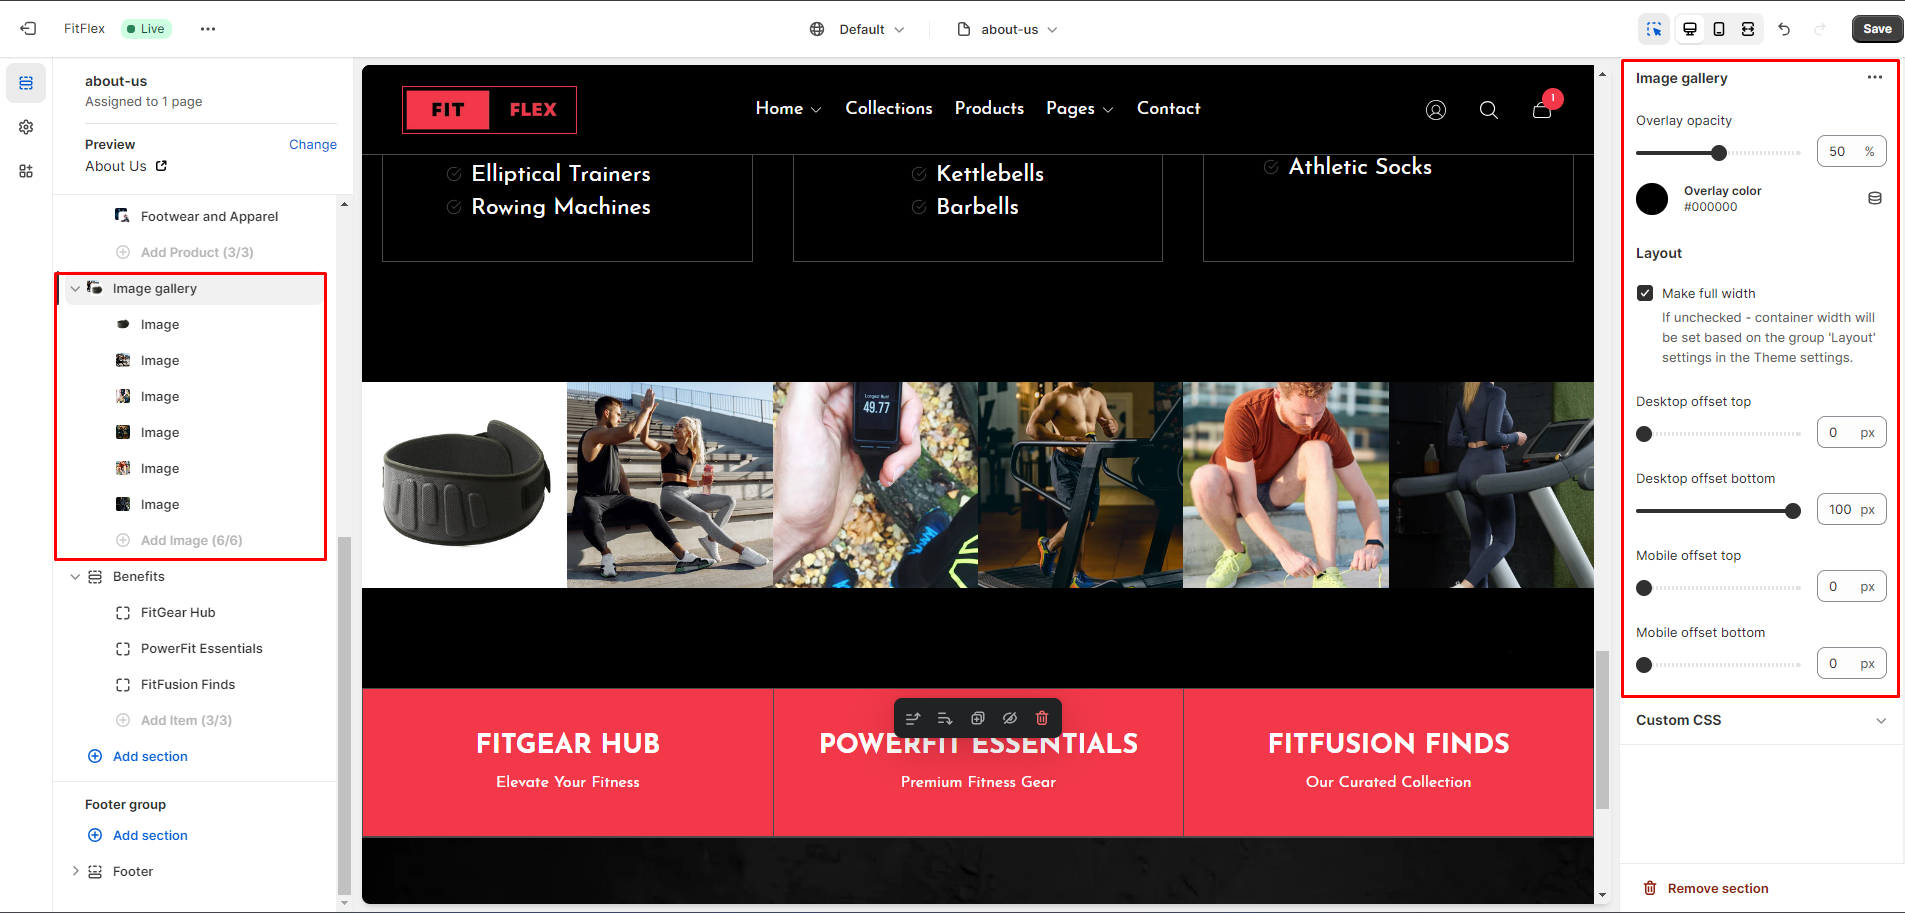 FitFlex
Live
Default
about-us
Save
about-us
Assigned to 1 page
Preview
Change
About Us
Footwear and Apparel
Add Product (3/3)
Image gallery
Image
Image
Image
Image
Image
Image
Add Image (6/6)
Benefits
FitGear Hub
PowerFit Essentials
FitFusion Finds
Add Item (3/3)
Add section
Footer group
Add section
Footer
FIT FLEX
Home
Collections
Products
Pages
Contact
1
Elliptical Trainers
Rowing Machines
Kettlebells
Barbells
Athletic Socks
49.77
FITGEAR HUB
Elevate Your Fitness
POWERFIT ESSENTIALS
Premium Fitness Gear
FITFUSION FINDS
Our Curated Collection
Image gallery
Overlay opacity
50 %
Overlay color
#000000
Layout
Make full width
If unchecked - container width will
be set based on the group 'Layout'
settings in the Theme settings.
Desktop offset top
0 px
Desktop offset bottom
100 px
Mobile offset top
0 px
Mobile offset bottom
0 px
Custom CSS
Remove section